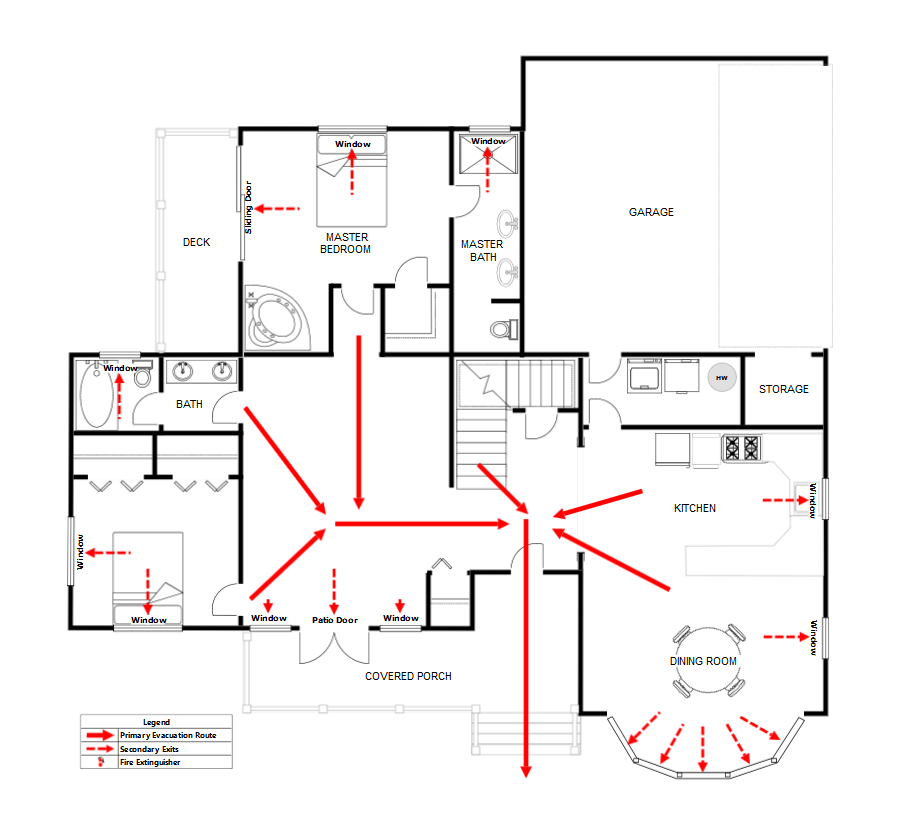 Window
Window
Sliding Door
GARAGE
DECK
MASTER
BEDROOM
MASTER
BATH
Window
HW
STORAGE
BATH
KITCHEN
Window
Window
Window
Window
Patio Door
Window
Window
DINING ROOM
COVERED PORCH
Legend
Primary Evacuation Route
Secondary Exits
Fire Extinguisher